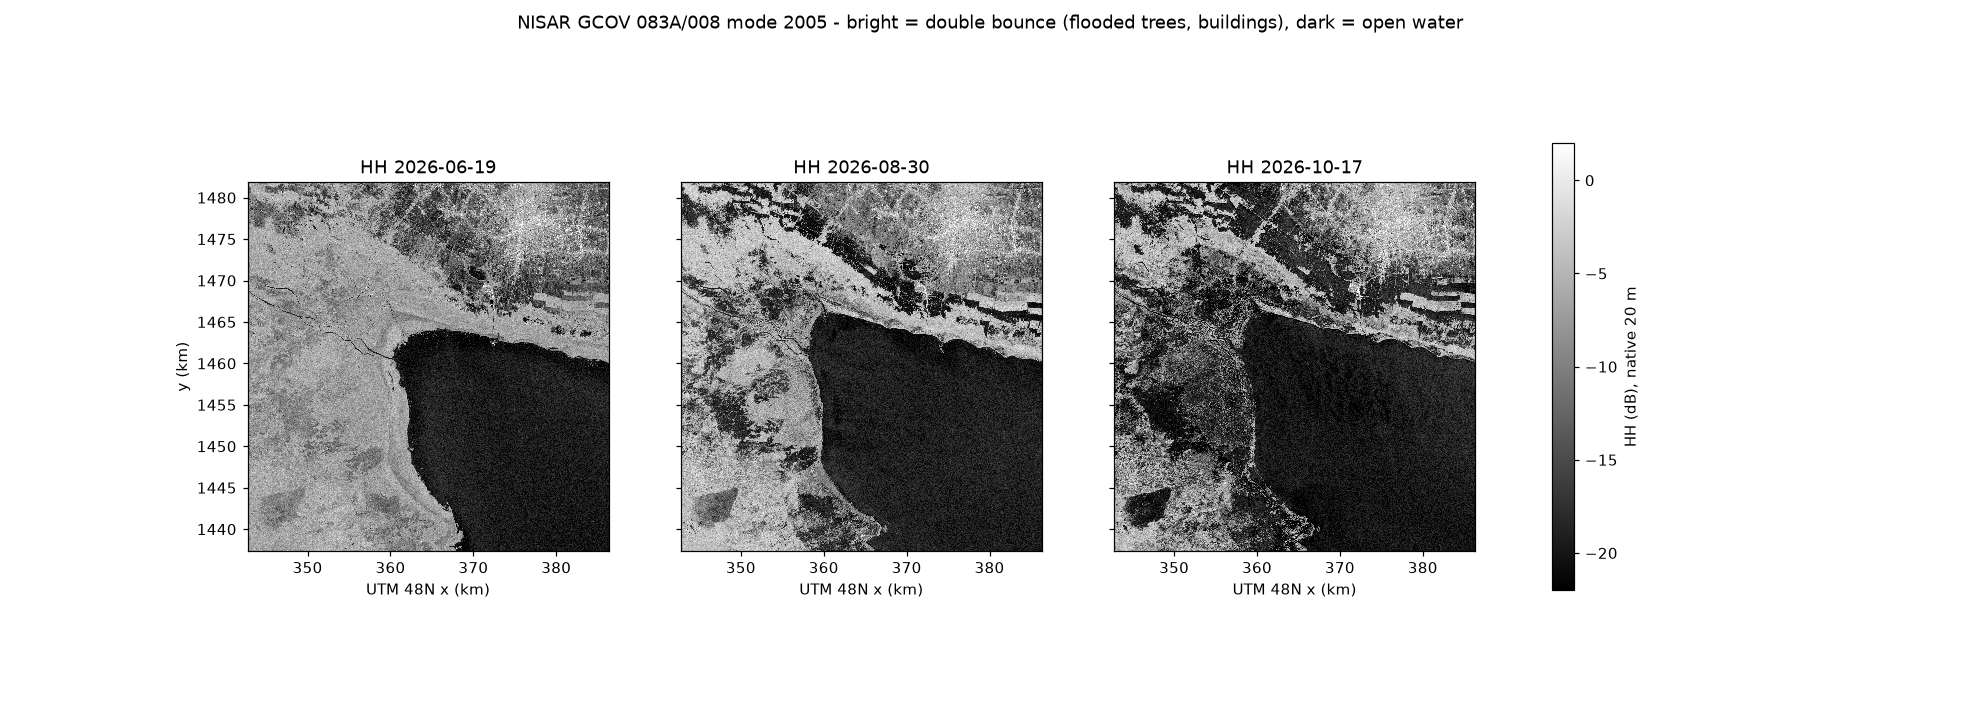 NISAR GCOV 083A/008 mode 2005 - bright = double bounce (flooded trees, buildings), dark = open water
HH 2026-06-19
HH 2026-08-30
HH 2026-10-17
1480
1475
1470
1465
1460
1455
1450
1445
1440
y (km)
350 360 370 380
350 360 370 380
350 360 370 380
UTM 48N x (km)
UTM 48N x (km)
UTM 48N x (km)
0
−5
−10
−15
−20
HH (dB), native 20 m